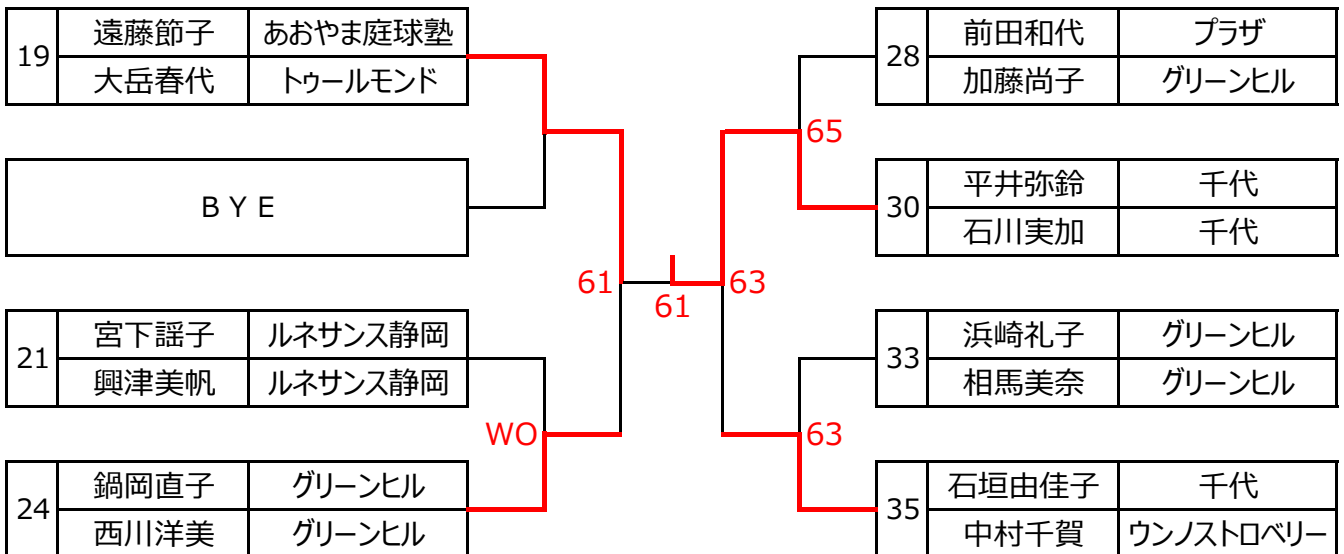 19 遠藤節子 あおやま庭球塾
大岳春代 トゥールモンド
BYE
21 宮下謡子 ルネサンス静岡
興津美帆 ルネサンス静岡
WO
24 鍋岡直子 グリーンヒル
西川洋美 グリーンヒル
61
61
63
28 前田和代 プラザ
加藤尚子 グリーンヒル
65
30 平井弥鈴 千代
石川実加 千代
33 浜崎礼子 グリーンヒル
相馬美奈 グリーンヒル
63
35 石垣由佳子 千代
中村千賀 ウンノストロベリー